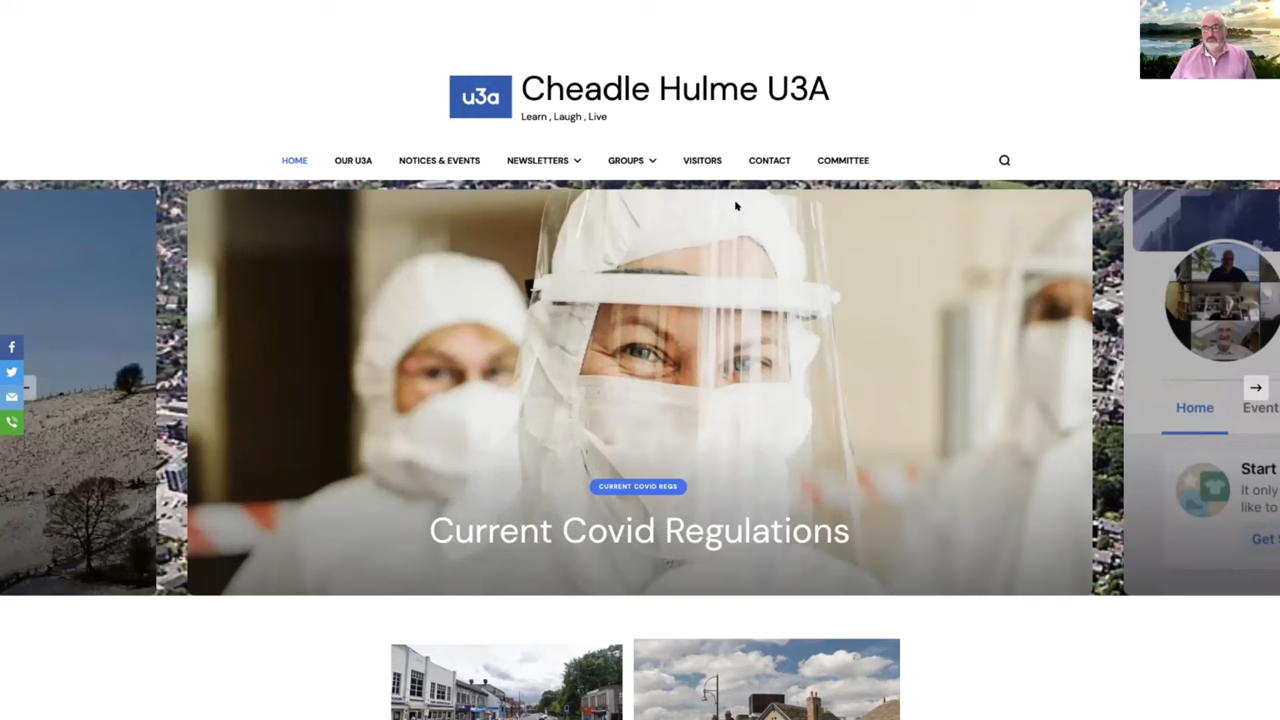 u3a
Cheadle Hulme U3A
Learn , Laugh , Live
HOME OUR U3A NOTICES & EVENTS NEWSLETTERS GROUPS VISITORS CONTACT COMMITTEE
CURRENT COVID REGS
Current Covid Regulations
Home Event
Start
It only
like to
Get